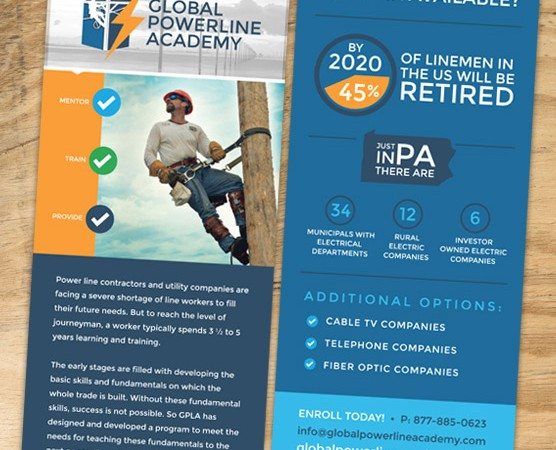 GLOBAL
POWERLINE
ACADEMY
MENTOR
TRAIN
PROVIDE
Power line contractors and utility companies are
facing a severe shortage of line workers to fill
their future needs. But to reach the level of
journeyman, a worker typically spends 3 ½ to 5
years learning and training.
The early stages are filled with developing the
basic skills and fundamentals on which the
whole trade is built. Without these fundamental
skills, success is not possible. So GPLA has
designed and developed a program to meet the
needs for teaching these fundamentals to the
AVAILABLE?
BY
2020
45%
OF LINEMEN IN
THE US WILL BE
RETIRED
JUST
IN PA
THERE ARE
34
MUNICIPALS WITH
ELECTRICAL
DEPARTMENTS
12
RURAL
ELECTRIC
COMPANIES
6
INVESTOR
OWNED ELECTRIC
COMPANIES
ADDITIONAL OPTIONS:
CABLE TV COMPANIES
TELEPHONE COMPANIES
FIBER OPTIC COMPANIES
ENROLL TODAY! • P: 877-885-0623
info@globalpowerlineacademy.com
globalpowerlineacademy